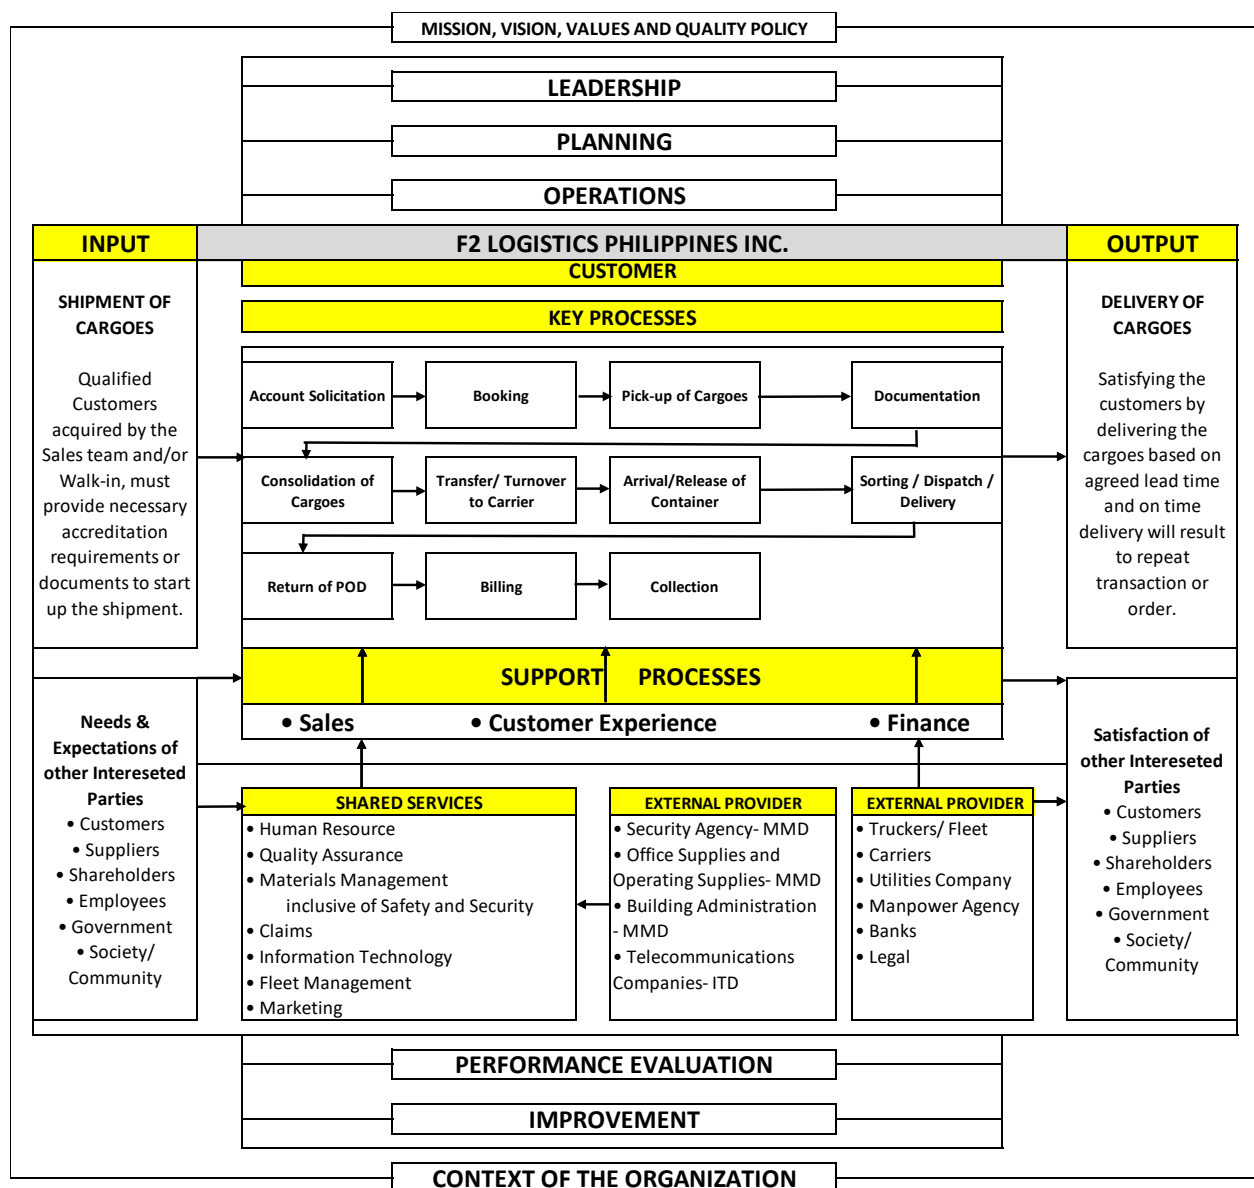 MISSION, VISION, VALUES AND QUALITY POLICY
LEADERSHIP
PLANNING
OPERATIONS
INPUT
F2 LOGISTICS PHILIPPINES INC.
OUTPUT
CUSTOMER
KEY PROCESSES
SHIPMENT OF
CARGOES
Qualified
Customers
acquired by the
Sales team and/or
Walk-in, must
provide necessary
accreditation
requirements or
documents to start
up the shipment.
Account Solicitation
Booking
Pick-up of Cargoes
Documentation
Consolidation of
Cargoes
Transfer/ Turnover
to Carrier
Arrival/Release of
Container
Sorting / Dispatch /
Delivery
Return of POD
Billing
Collection
DELIVERY OF
CARGOES
Satisfying the
customers by
delivering the
cargoes based on
agreed lead time
and on time
delivery will result
to repeat
transaction or
order.
SUPPORT PROCESSES
• Sales
• Customer Experience
• Finance
Needs &
Expectations of
other Intereseted
Parties
• Customers
• Suppliers
• Shareholders
• Employees
• Government
• Society/
Community
SHARED SERVICES
• Human Resource
• Quality Assurance
• Materials Management
inclusive of Safety and Security
• Claims
• Information Technology
• Fleet Management
• Marketing
EXTERNAL PROVIDER
• Security Agency- MMD
• Office Supplies and
Operating Supplies- MMD
• Building Administration
- MMD
• Telecommunications
Companies- ITD
EXTERNAL PROVIDER
• Truckers/ Fleet
• Carriers
• Utilities Company
• Manpower Agency
• Banks
• Legal
Satisfaction of
other Intereseted
Parties
• Customers
• Suppliers
• Shareholders
• Employees
• Government
• Society/
Community
PERFORMANCE EVALUATION
IMPROVEMENT
CONTEXT OF THE ORGANIZATION